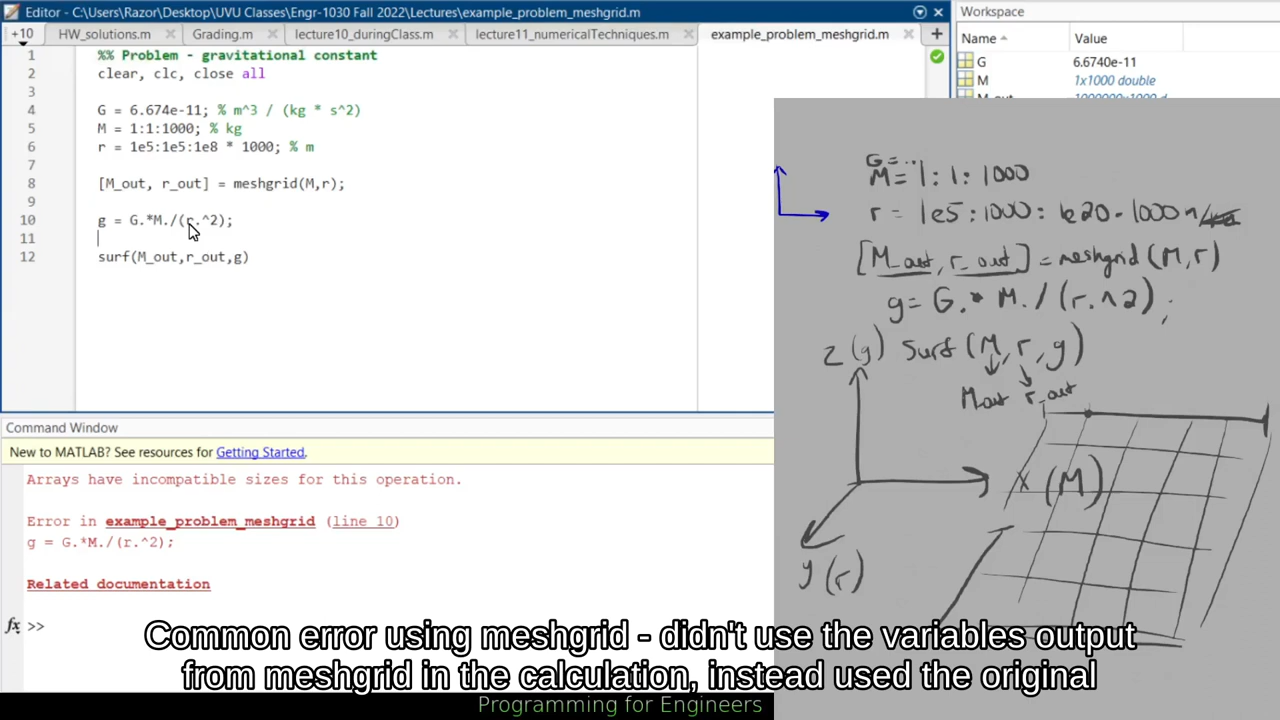 Editor - C:\Users\Razor\Desktop\UVU Classes\Engr-1030 Fall 2022\Lectures\example_problem_meshgrid.m
+10 HW_solutions.m Grading.m lecture10_duringClass.m lecture11_numericalTechniques.m example_problem_meshgrid.m
1 %% Problem - gravitational constant
2 clear, clc, close all
3
4 G = 6.674e-11; % m^3 / (kg * s^2)
5 M = 1:1:1000; % kg
6 r = 1e5:1e5:1e8 * 1000; % m
7
8 [M_out, r_out] = meshgrid(M,r);
9
10 g = G.*M./(r.^2);
11
12 surf(M_out,r_out,g)
Workspace
Name Value
G 6.6740e-11
M 1x1000 double
G = ...
M = 1:1:1000
r = 1e5:1000:1e20-1000m
[M_out, r_out] = meshgrid(M,r)
g = G.* M./(r.^2);
z (g) Surf (M, r, g)
M_out r_out
x (M)
y (r)
Command Window
New to MATLAB? See resources for Getting Started.
Arrays have incompatible sizes for this operation.
Error in example_problem_meshgrid (line 10)
g = G.*M./(r.^2);
Related documentation
fx >>
Common error using meshgrid - didn't use the variables output
from meshgrid in the calculation, instead used the original
Programming for Engineers